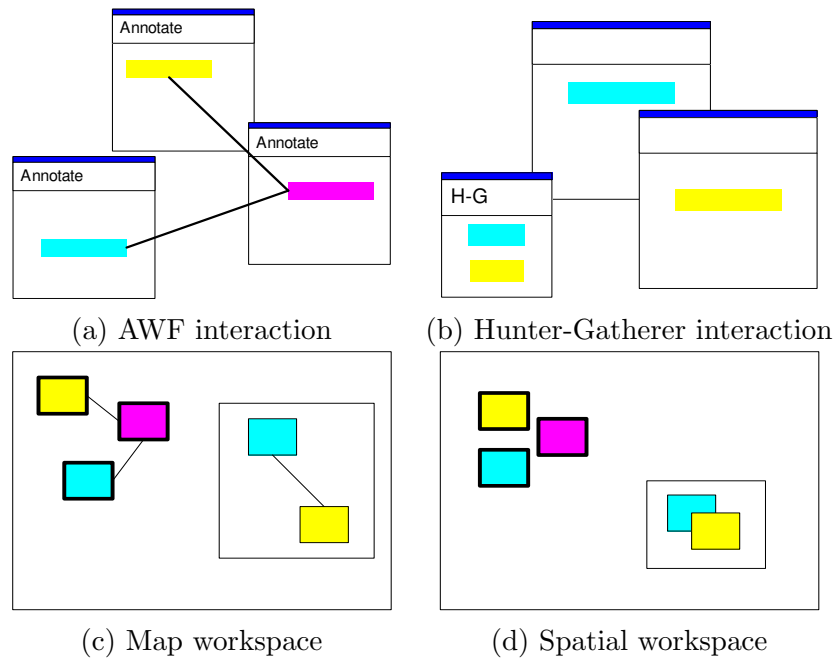 Annotate
Annotate
Annotate
H-G
(a) AWF interaction
(b) Hunter-Gatherer interaction
(c) Map workspace
(d) Spatial workspace